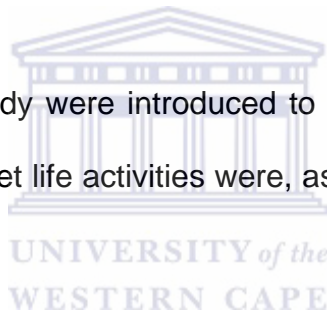 dy were introduced to
et life activities were, as
UNIVERSITY of the
WESTERN CAPE